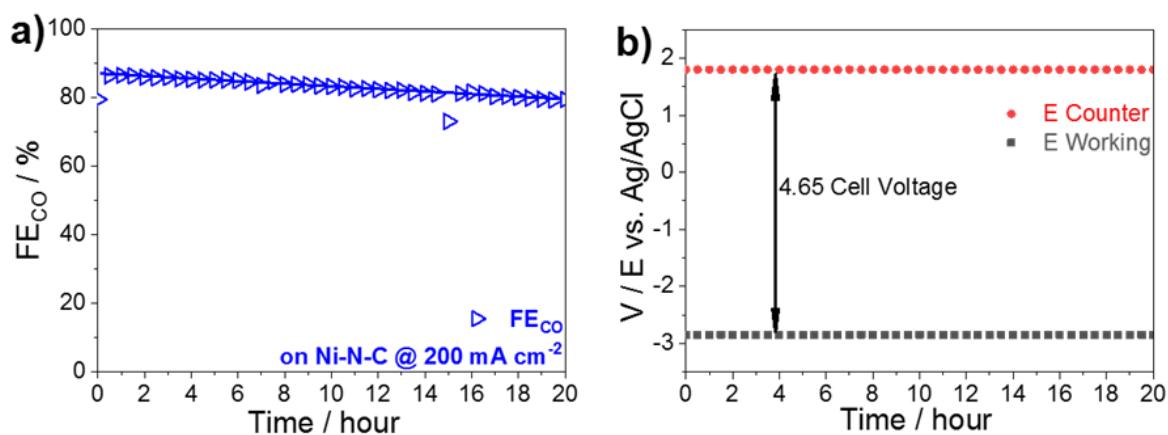 a)
100
80
60
40
20
0
FE_CO / %
▷ FE_CO
on Ni-N-C @ 200 mA cm⁻²
0 2 4 6 8 10 12 14 16 18 20
Time / hour
b)
2
1
0
-1
-2
-3
V / E vs. Ag/AgCl
E Counter
E Working
4.65 Cell Voltage
0 2 4 6 8 10 12 14 16 18 20
Time / hour